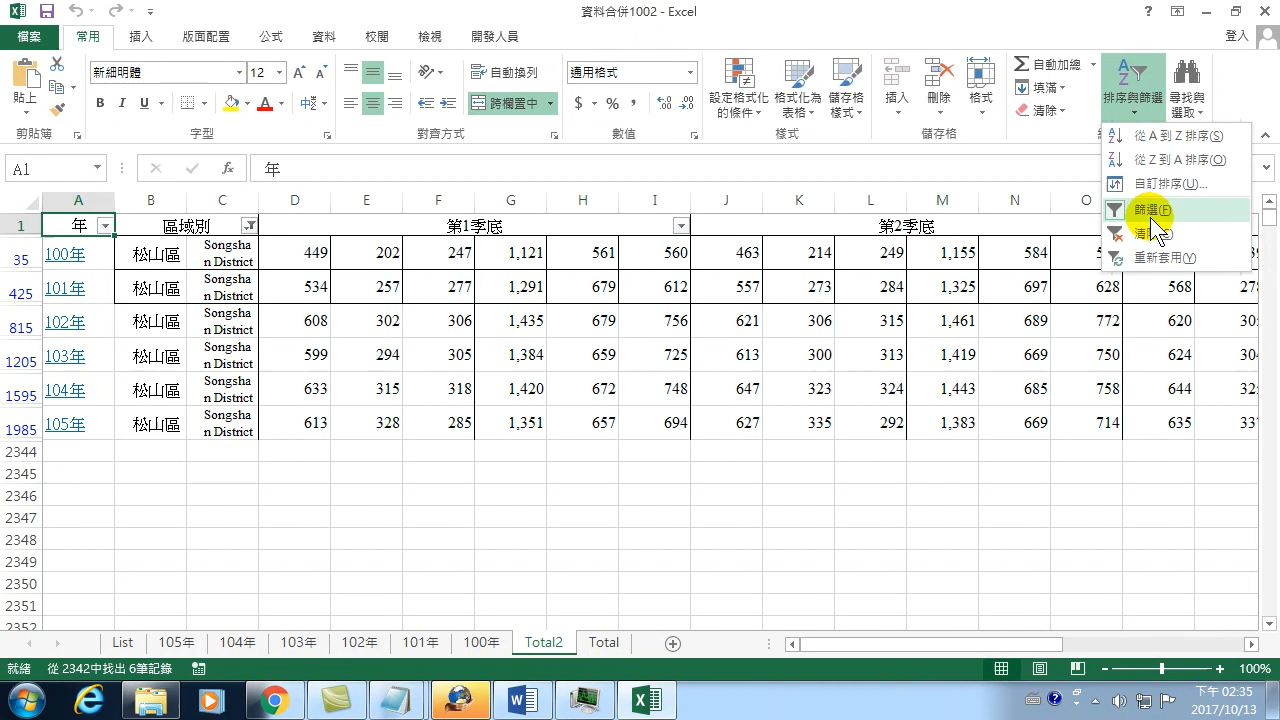 資料合併1002 - Excel
檔案 常用 插入 版面配置 公式 資料 校閱 檢視 開發人員 登入
貼上 新細明體 12 自動換列 通用格式 設定格式化的條件 格式化為表格 儲存格樣式 插入 刪除 格式 自動加總 填滿 清除 排序與篩選 尋找與選取
B I U A 中 跨欄置中 $ % ,
剪貼簿 字型 對齊方式 數值 樣式 儲存格
從 A 到 Z 排序(S)
從 Z 到 A 排序(O)
自訂排序(U)...
篩選(F)
重新套用(Y)
A1 fx 年
A B C D E F G H I J K L M N O
1 年 區域別 第1季底 第2季底
35 100年 松山區 Songshan District 449 202 247 1,121 561 560 463 214 249 1,155 584
425 101年 松山區 Songshan District 534 257 277 1,291 679 612 557 273 284 1,325 697 628 568
815 102年 松山區 Songshan District 608 302 306 1,435 679 756 621 306 315 1,461 689 772 620
1205 103年 松山區 Songshan District 599 294 305 1,384 659 725 613 300 313 1,419 669 750 624
1595 104年 松山區 Songshan District 633 315 318 1,420 672 748 647 323 324 1,443 685 758 644
1985 105年 松山區 Songshan District 613 328 285 1,351 657 694 627 335 292 1,383 669 714 635
2344
2345
2346
2347
2348
2349
2350
2351
2352
List 105年 104年 103年 102年 101年 100年 Total2 Total
就緒 從 2342中找出 6筆記錄 100%
下午 02:35
2017/10/13